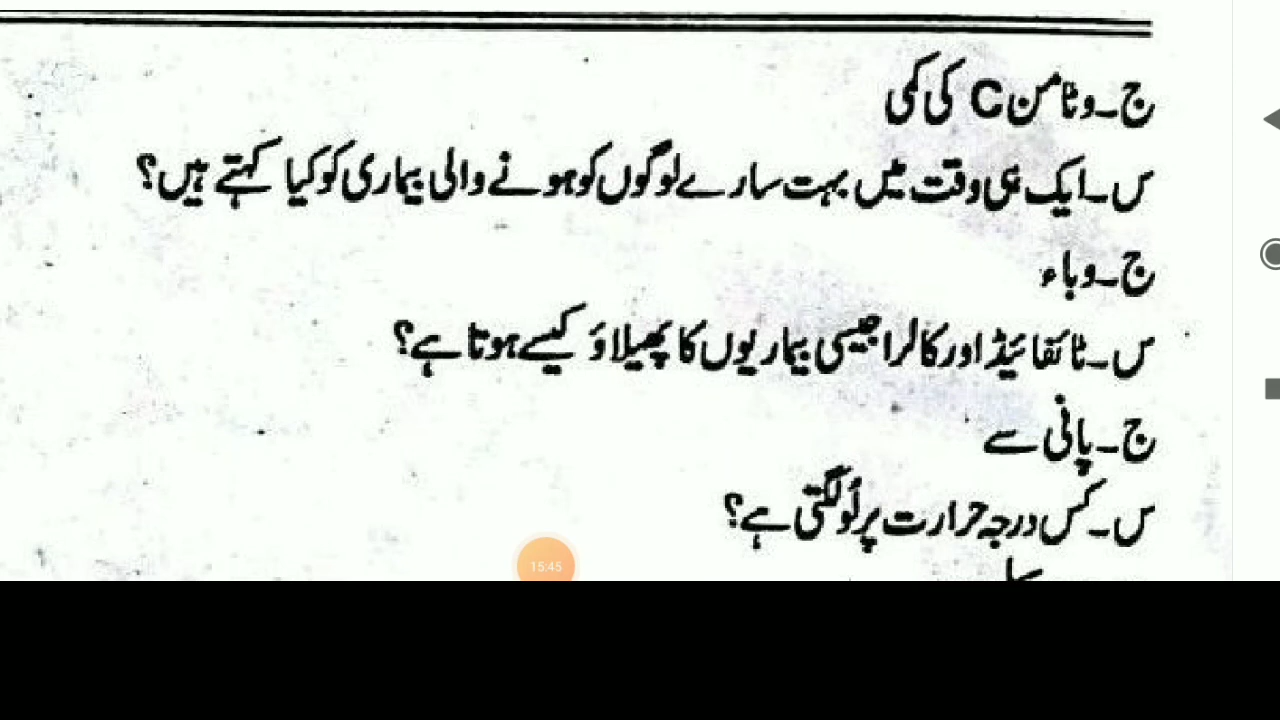 ج۔وٹامن C کی کمی
س۔ایک ہی وقت میں بہت سارے لوگوں کو ہونے والی بیماری کو کیا کہتے ہیں؟
ج۔وباء
س۔ٹائفائیڈ اور کالرا جیسی بیماریوں کا پھیلاؤ کیسے ہوتا ہے؟
ج۔پانی سے
س۔کس درجہ حرارت پر لُو لگتی ہے؟
15:45